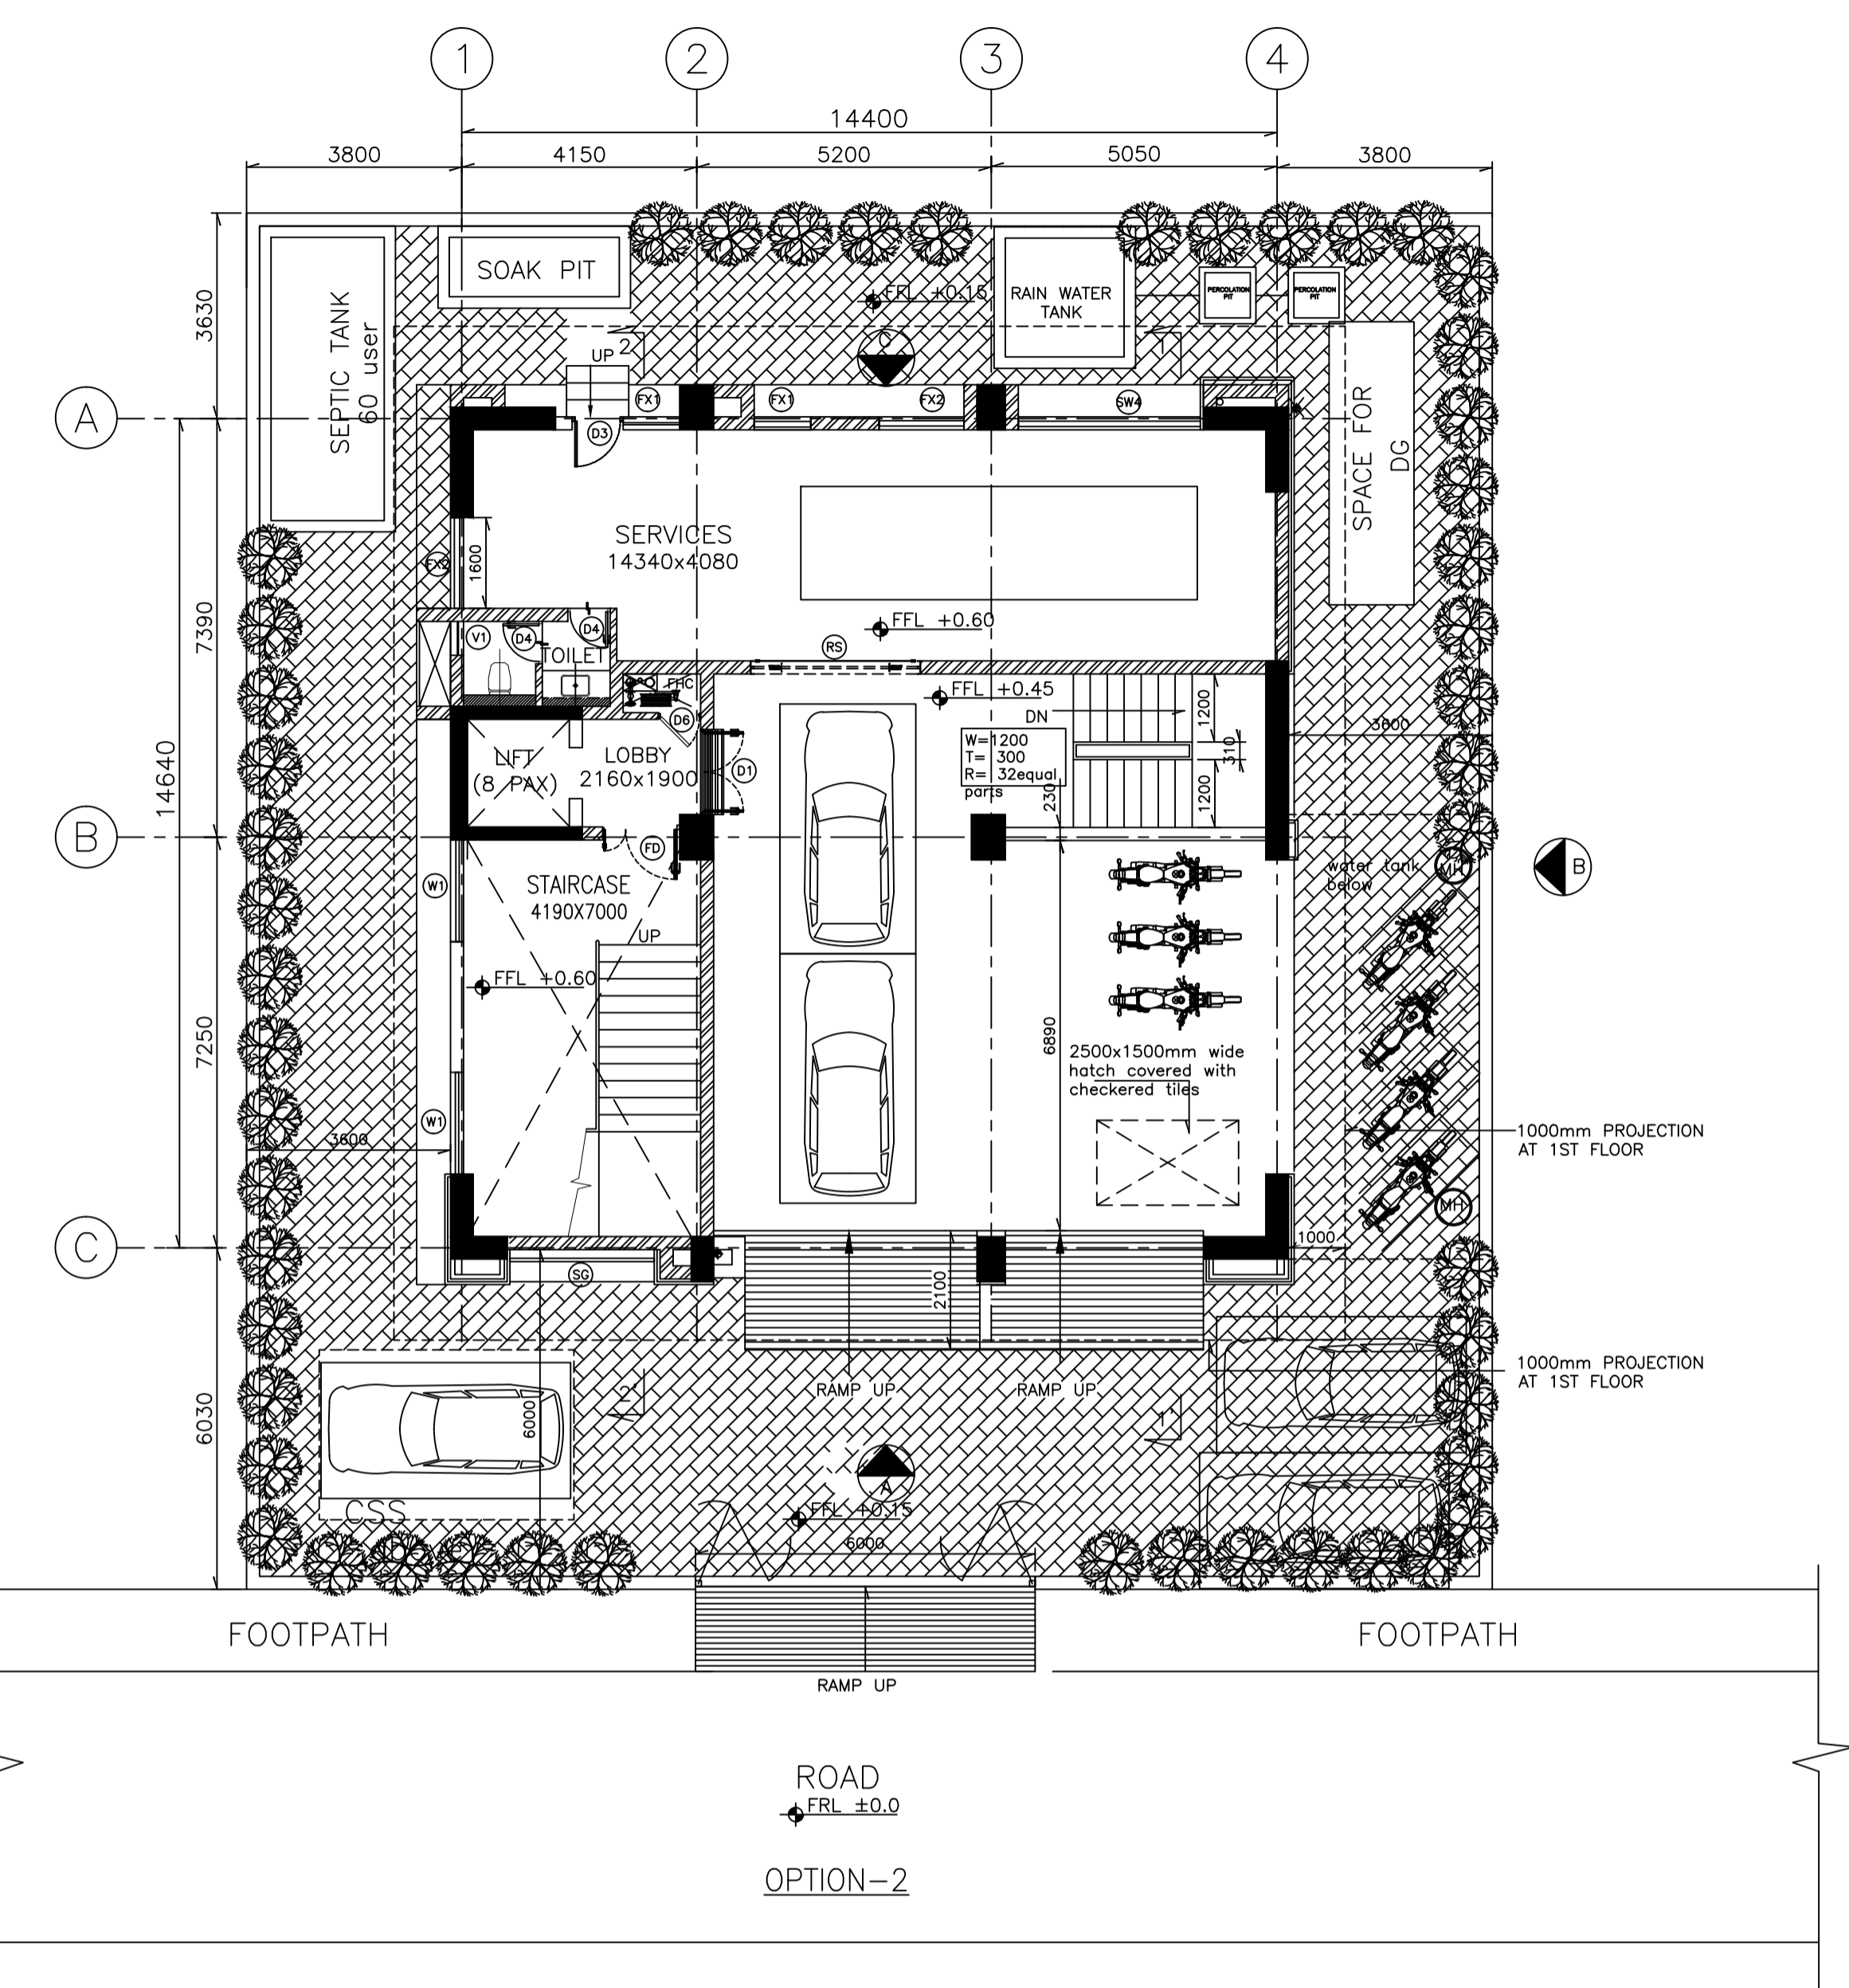 1
2
3
4
14400
3800
4150
5200
5050
3800
SOAK PIT
SEPTIC TANK
60 user
FFL +0.15
RAIN WATER
TANK
PERCOLATION
PIT
PERCOLATION
PIT
3630
UP
2
C
1
A
FX1
FX1
FX2
SW4
D3
SPACE FOR
DG
SERVICES
14340x4080
FX2
1600
7390
FFL +0.60
V1
D4
D4
TOILET
RS
FHC
FFL +0.45
DN
1200
D6
3600
W=1200
T= 300
R= 32equal
parts
310
LIFT
(8 PAX)
LOBBY
2160x1900
D1
230
1200
14640
B
FD
water tank
below
MH
B
W1
STAIRCASE
4190X7000
UP
FFL +0.60
7250
6890
2500x1500mm wide
hatch covered with
checkered tiles
W1
3600
1000mm PROJECTION
AT 1ST FLOOR
MH
C
1000
SG
2100
1000mm PROJECTION
AT 1ST FLOOR
RAMP UP
RAMP UP
2'
1'
6030
6000
A
CSS
FFL +0.15
6000
FOOTPATH
FOOTPATH
RAMP UP
ROAD
FRL ±0.0
OPTION-2